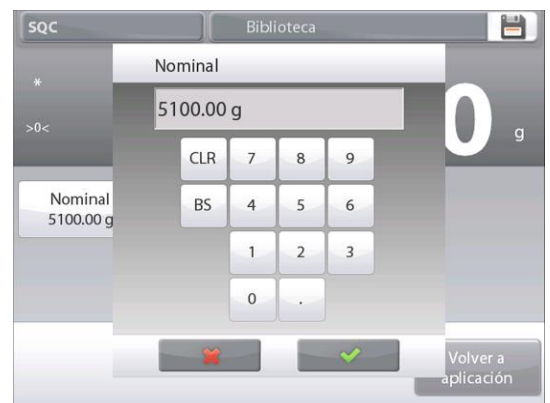 SQC
Biblioteca
*
>0<
0 g
Nominal
5100.00 g
Nominal
5100.00 g
CLR 7 8 9
BS 4 5 6
1 2 3
0 .
Volver a
aplicación